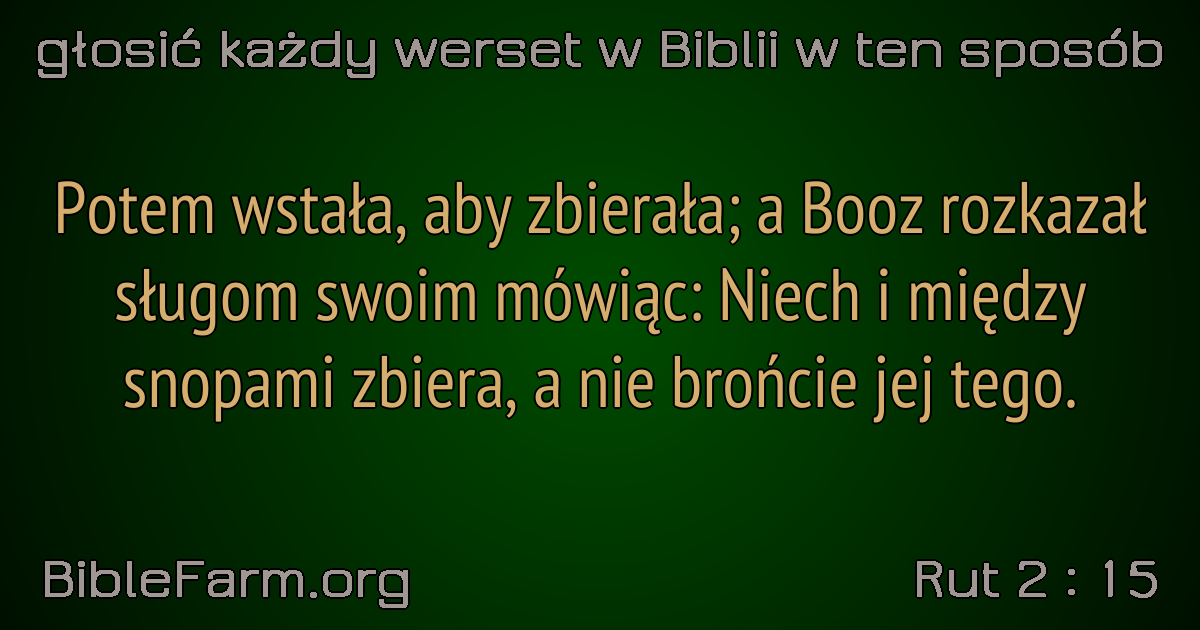 głosić każdy werset w Biblii w ten sposób
Potem wstała, aby zbierała; a Booz rozkazał
sługom swoim mówiąc: Niech i między
snopami zbiera, a nie brońcie jej tego.
BibleFarm.org
Rut 2 : 15